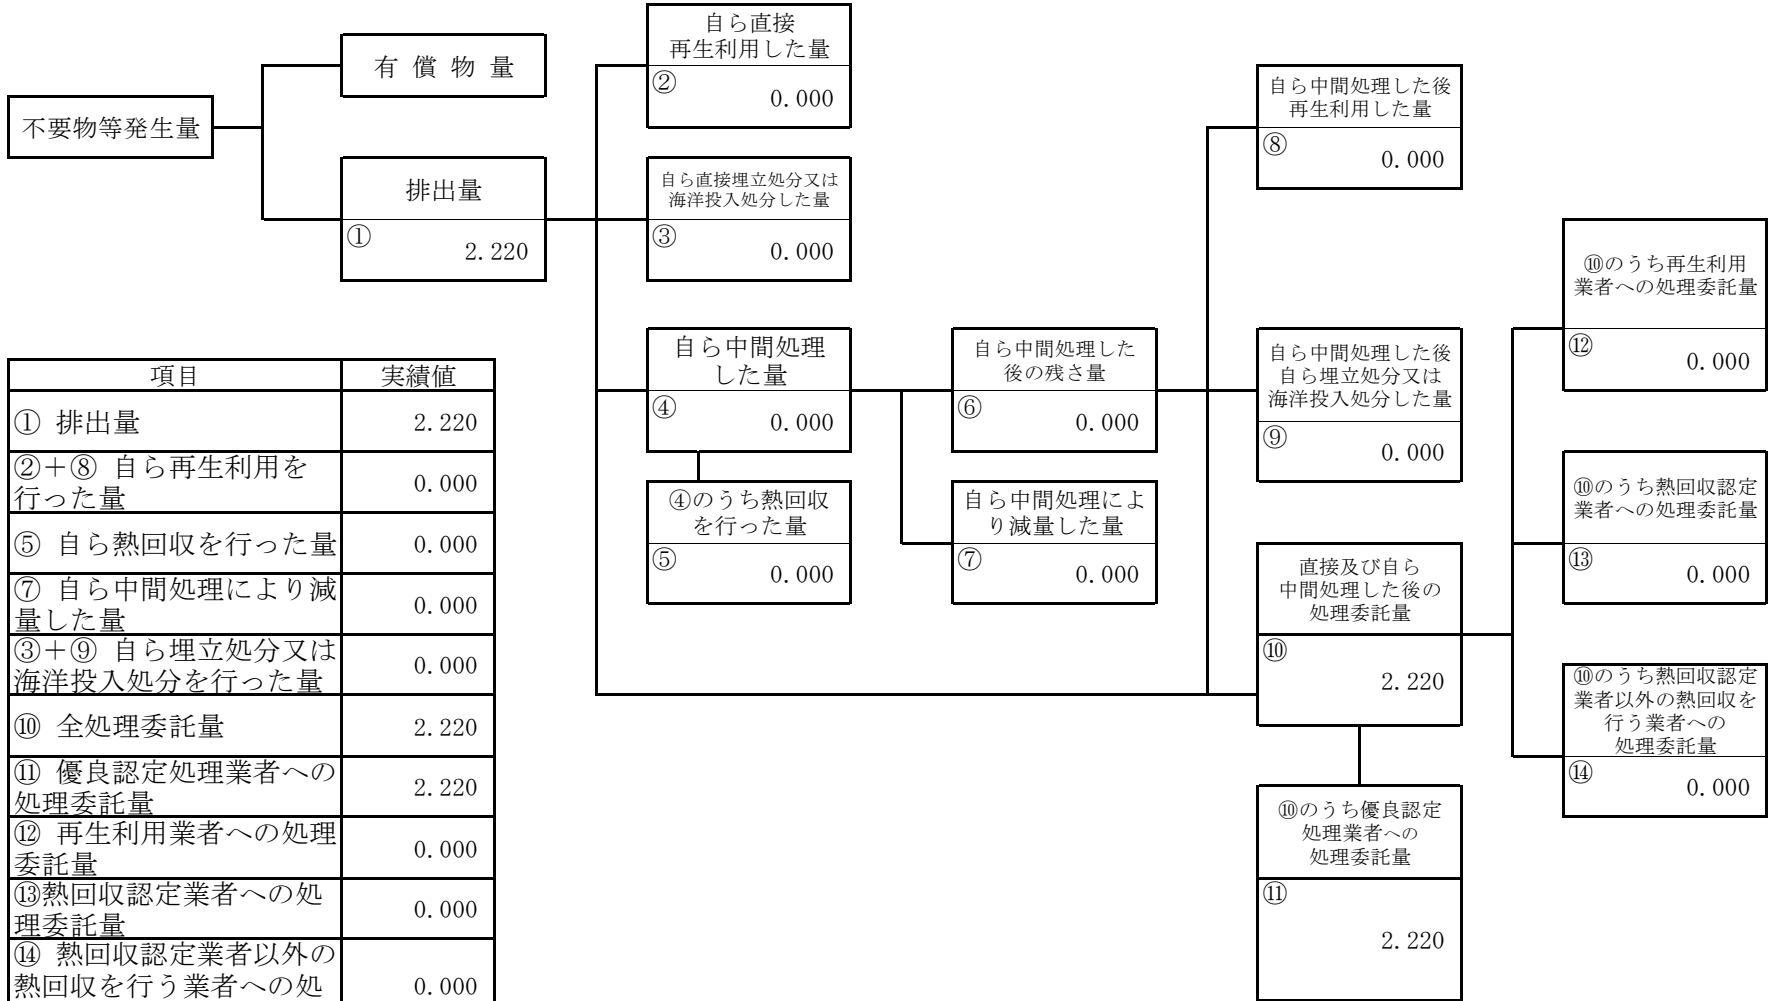 不要物等発生量
有 償 物 量
排出量
①
2.220
自ら直接
再生利用した量
②
0.000
自ら直接埋立処分又は
海洋投入処分した量
③
0.000
自ら中間処理
した量
④
0.000
④のうち熱回収
を行った量
⑤
0.000
自ら中間処理した
後の残さ量
⑥
0.000
自ら中間処理によ
り減量した量
⑦
0.000
自ら中間処理した後
再生利用した量
⑧
0.000
自ら中間処理した後
自ら埋立処分又は
海洋投入処分した量
⑨
0.000
直接及び自ら
中間処理した後の
処理委託量
⑩
2.220
⑩のうち優良認定
処理業者への
処理委託量
⑪
2.220
⑩のうち再生利用
業者への処理委託量
⑫
0.000
⑩のうち熱回収認定
業者への処理委託量
⑬
0.000
⑩のうち熱回収認定
業者以外の熱回収を
行う業者への
処理委託量
⑭
0.000
項目 実績値
① 排出量 2.220
②+⑧ 自ら再生利用を
行った量 0.000
⑤ 自ら熱回収を行った量 0.000
⑦ 自ら中間処理により減
量した量 0.000
③+⑨ 自ら埋立処分又は
海洋投入処分を行った量 0.000
⑩ 全処理委託量 2.220
⑪ 優良認定処理業者への
処理委託量 2.220
⑫ 再生利用業者への処理
委託量 0.000
⑬熱回収認定業者への処
理委託量 0.000
⑭ 熱回収認定業者以外の
熱回収を行う業者への処 0.000